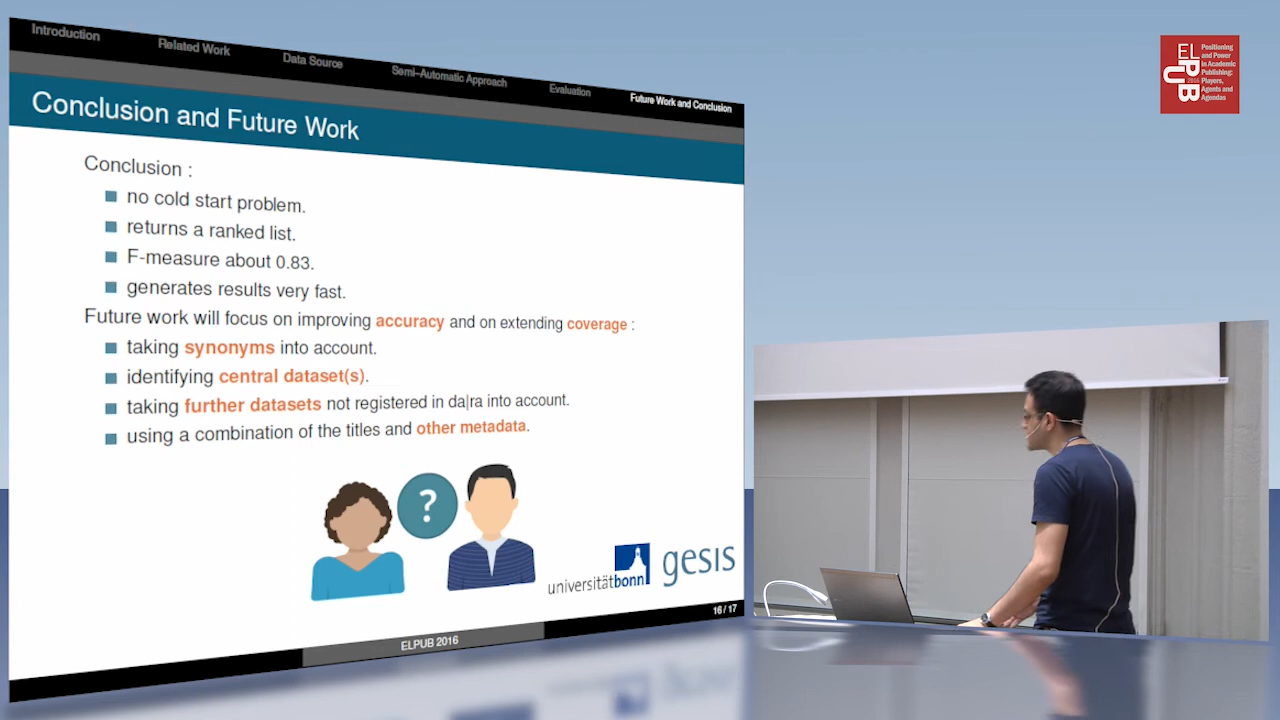 Introduction
Related Work
Data Source
Semi-Automatic Approach
Evaluation
Future Work and Conclusion
Conclusion and Future Work
Conclusion :
no cold start problem.
returns a ranked list.
F-measure about 0.83.
generates results very fast.
Future work will focus on improving accuracy and on extending coverage :
taking synonyms into account.
identifying central dataset(s).
taking further datasets not registered in da|ra into account.
using a combination of the titles and other metadata.
?
universitätbonn
gesis
16 / 17
ELPUB 2016
EL
PUB
2016
Positioning
and Power
in Academic
Publishing:
Players,
Agents and
Agendas